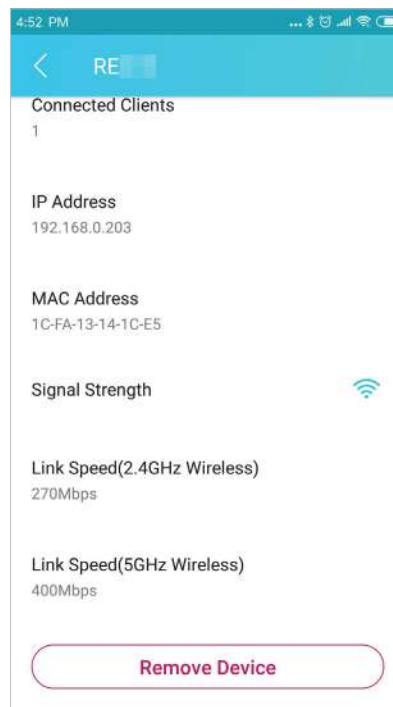 4:52 PM
RE
Connected Clients
1
IP Address
192.168.0.203
MAC Address
1C-FA-13-14-1C-E5
Signal Strength
Link Speed(2.4GHz Wireless)
270Mbps
Link Speed(5GHz Wireless)
400Mbps
Remove Device